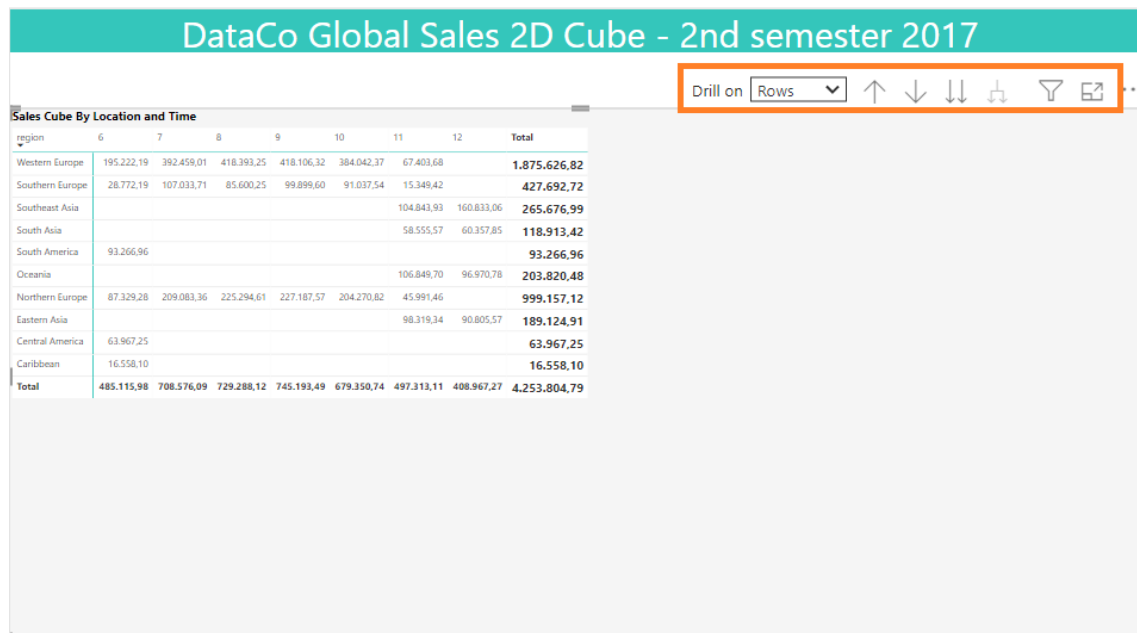 DataCo Global Sales 2D Cube - 2nd semester 2017
Drill on Rows
Sales Cube By Location and Time
region 6 7 8 9 10 11 12 Total
Western Europe 195.222,19 392.459,01 418.393,25 418.106,32 384.042,37 67.403,68 1.875.626,82
Southern Europe 28.772,19 107.033,71 85.600,25 99.899,60 91.037,54 15.349,42 427.692,72
Southeast Asia 104.843,93 160.833,06 265.676,99
South Asia 58.555,57 60.357,85 118.913,42
South America 93.266,96 93.266,96
Oceania 106.849,70 96.970,78 203.820,48
Northern Europe 87.329,28 209.083,36 225.294,61 227.187,57 204.270,82 45.991,46 999.157,12
Eastern Asia 98.319,34 90.805,57 189.124,91
Central America 63.967,25 63.967,25
Caribbean 16.558,10 16.558,10
Total 485.115,98 708.576,09 729.288,12 745.193,49 679.350,74 497.313,11 408.967,27 4.253.804,79